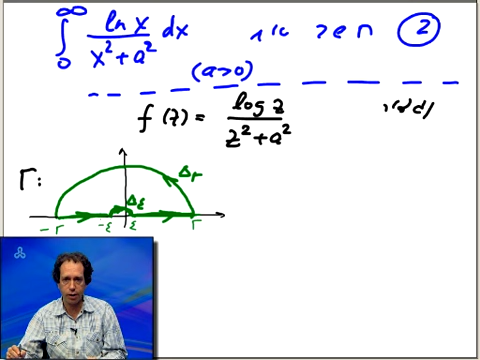 ∫₀^∞ ln x / (x² + a²) dx (2)
(a>0)
f(z) = log z / (z² + a²)
Γ:
Δr
Δε
-r -ε ε r